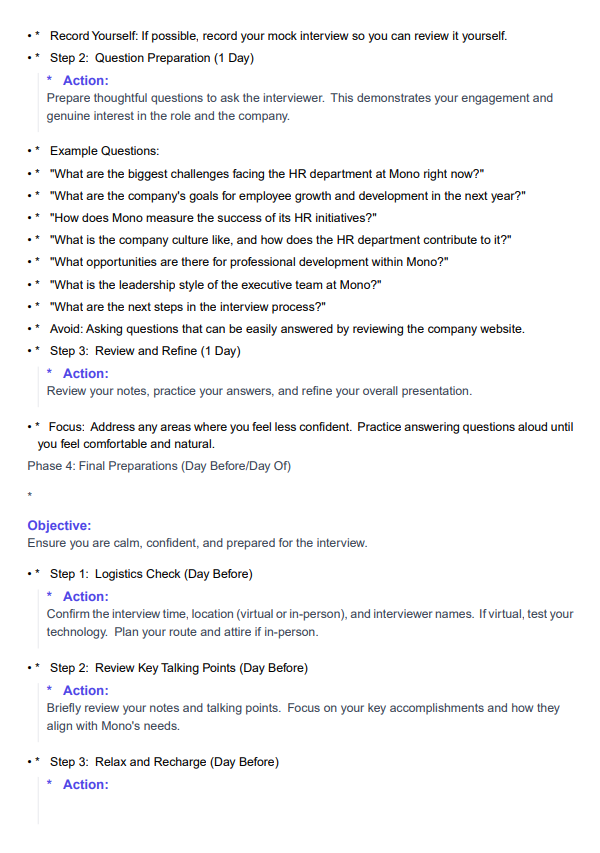 • * Record Yourself: If possible, record your mock interview so you can review it yourself.
• * Step 2: Question Preparation (1 Day)
* Action:
Prepare thoughtful questions to ask the interviewer. This demonstrates your engagement and
genuine interest in the role and the company.
• * Example Questions:
• * "What are the biggest challenges facing the HR department at Mono right now?"
• * "What are the company's goals for employee growth and development in the next year?"
• * "How does Mono measure the success of its HR initiatives?"
• * "What is the company culture like, and how does the HR department contribute to it?"
• * "What opportunities are there for professional development within Mono?"
• * "What is the leadership style of the executive team at Mono?"
• * "What are the next steps in the interview process?"
• * Avoid: Asking questions that can be easily answered by reviewing the company website.
• * Step 3: Review and Refine (1 Day)
* Action:
Review your notes, practice your answers, and refine your overall presentation.
• * Focus: Address any areas where you feel less confident. Practice answering questions aloud until
you feel comfortable and natural.
Phase 4: Final Preparations (Day Before/Day Of)
*
Objective:
Ensure you are calm, confident, and prepared for the interview.
• * Step 1: Logistics Check (Day Before)
* Action:
Confirm the interview time, location (virtual or in-person), and interviewer names. If virtual, test your
technology. Plan your route and attire if in-person.
• * Step 2: Review Key Talking Points (Day Before)
* Action:
Briefly review your notes and talking points. Focus on your key accomplishments and how they
align with Mono's needs.
• * Step 3: Relax and Recharge (Day Before)
* Action: